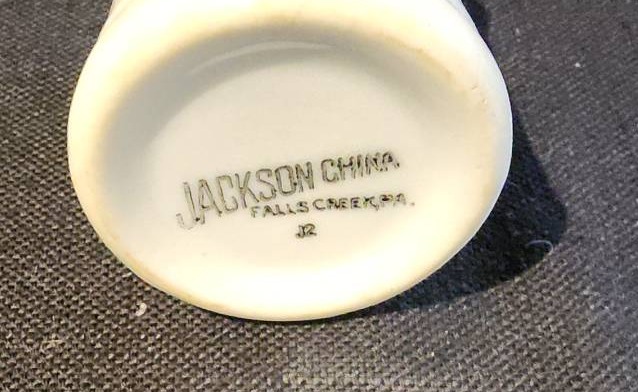 JACKSON CHINA
FALLS CREEK, PA.
J2